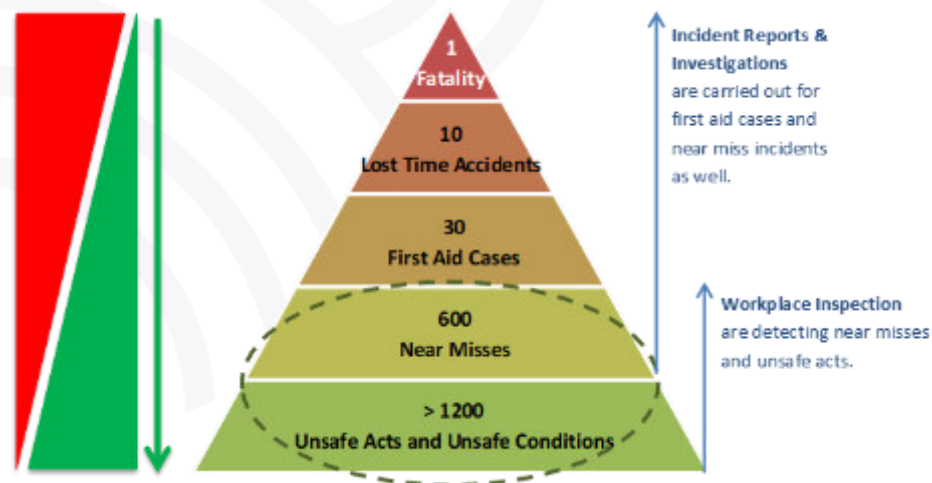 1
Fatality
10
Lost Time Accidents
30
First Aid Cases
600
Near Misses
> 1200
Unsafe Acts and Unsafe Conditions
Incident Reports &
Investigations
are carried out for
first aid cases and
near miss incidents
as well.
Workplace Inspection
are detecting near misses
and unsafe acts.